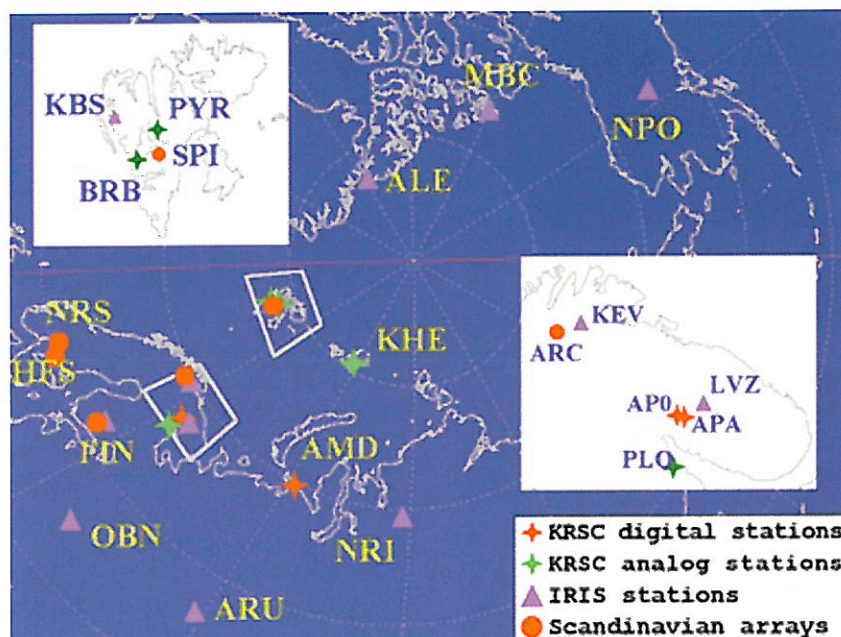 KBS
PYR
SPI
BRB
MBC
NPO
ALE
NRS
HFS
KHE
FIN
AMD
OBN
NRI
ARU
KEV
ARC
LVZ
AP0
APA
PLQ
KRSC digital stations
KRSC analog stations
IRIS stations
Scandinavian arrays